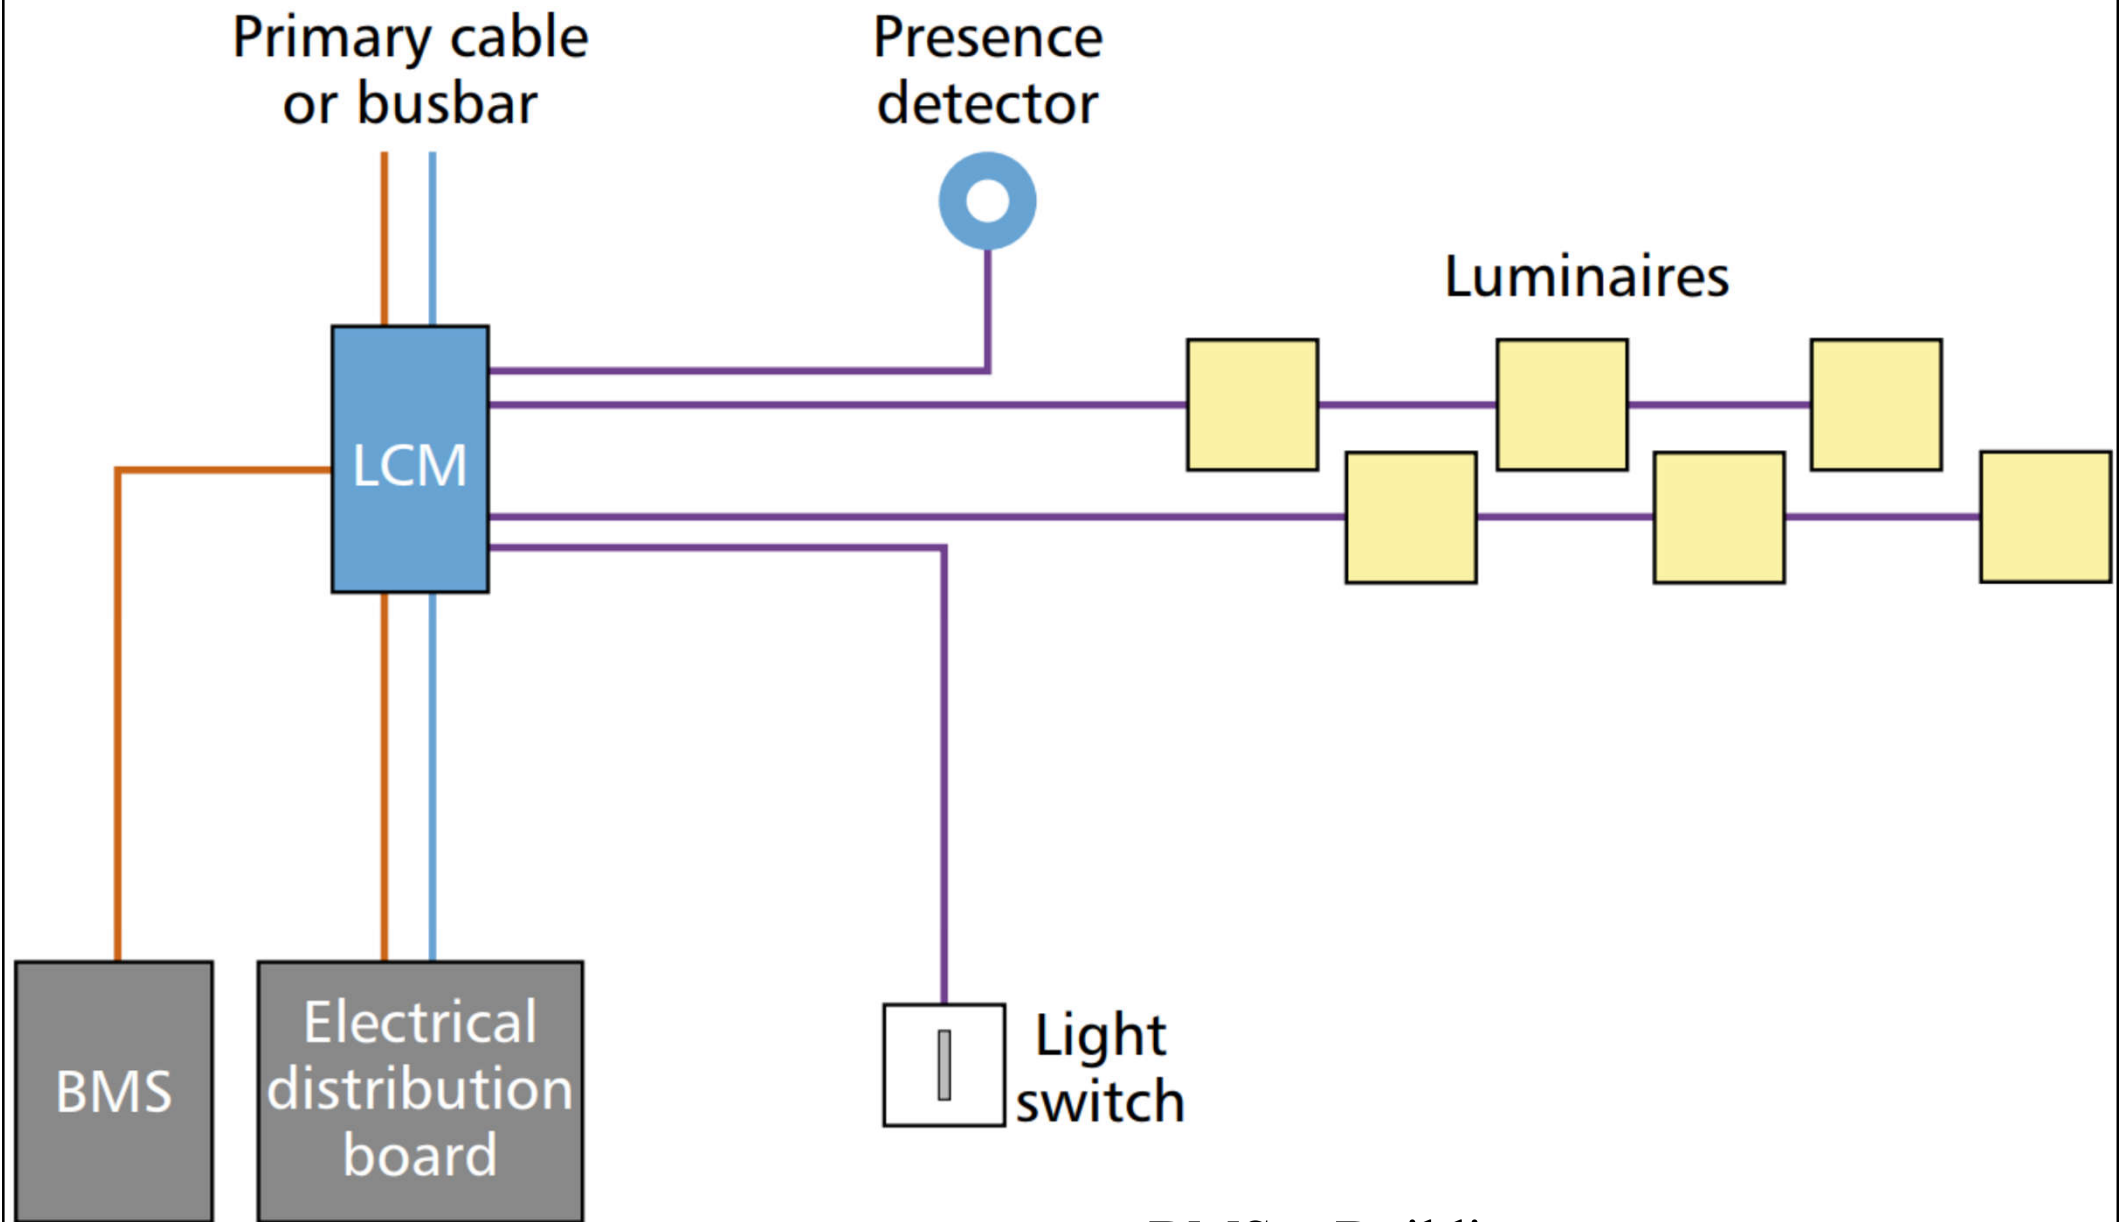 Primary cable
or busbar
Presence
detector
Luminaires
LCM
BMS
Electrical
distribution
board
Light
switch